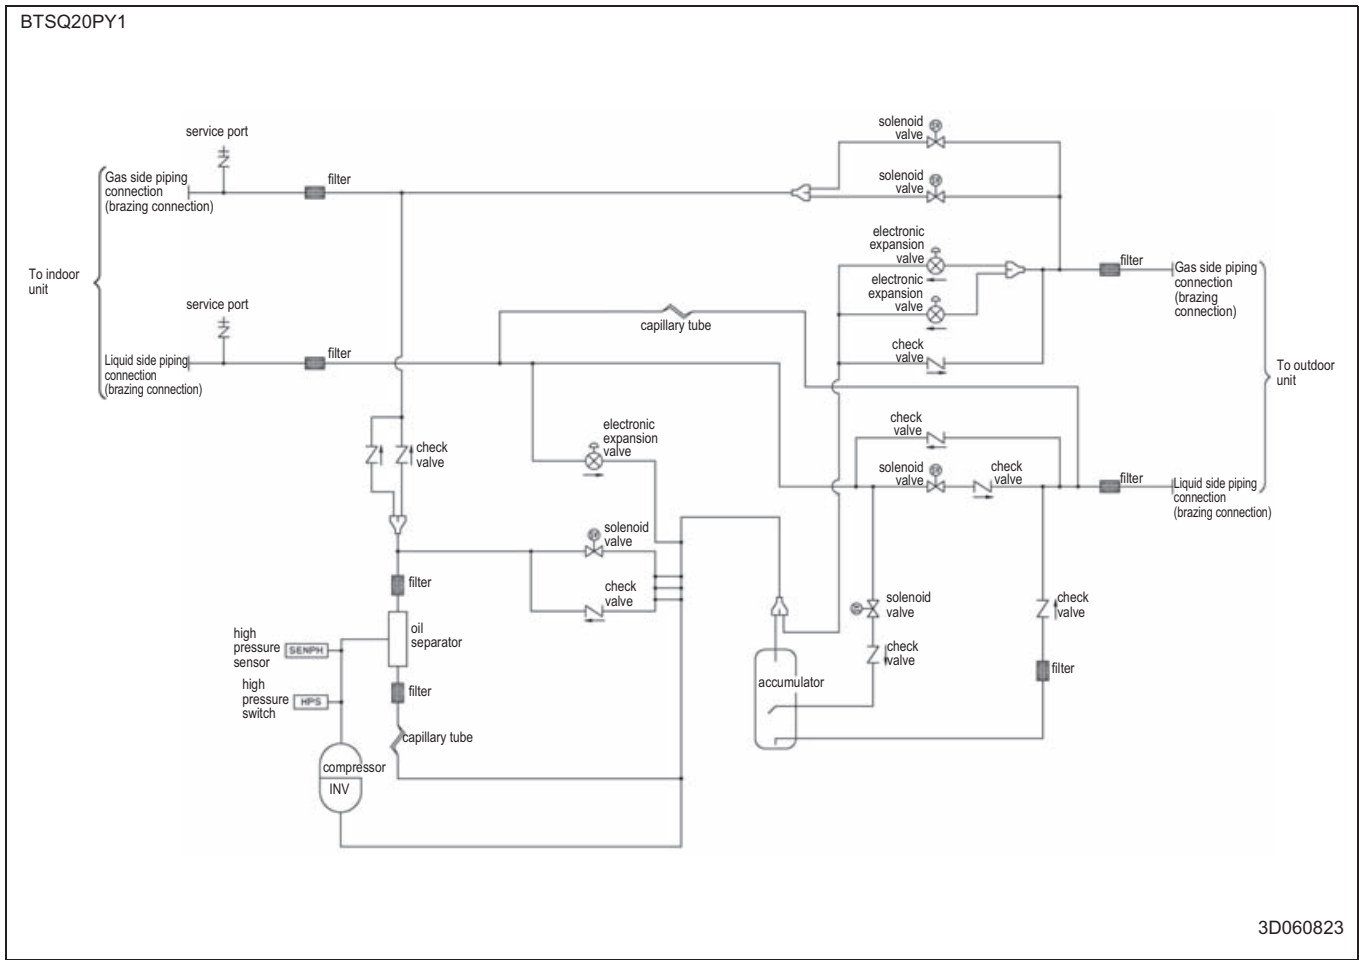 BTSQ20PY1
service port
Gas side piping
connection
(brazing connection)
filter
solenoid
valve
solenoid
valve
electronic
expansion
valve
electronic
expansion
valve
filter
Gas side piping
connection
(brazing
connection)
To indoor
unit
service port
capillary tube
Liquid side piping
connection
(brazing connection)
filter
check
valve
To outdoor
unit
check
valve
electronic
expansion
valve
check
valve
solenoid
valve
check
valve
filter
Liquid side piping
connection
(brazing connection)
solenoid
valve
filter
check
valve
solenoid
valve
check
valve
oil
separator
high
pressure
sensor
SENPH
check
valve
filter
high
pressure
switch
HPS
filter
accumulator
capillary tube
compressor
INV
3D060823